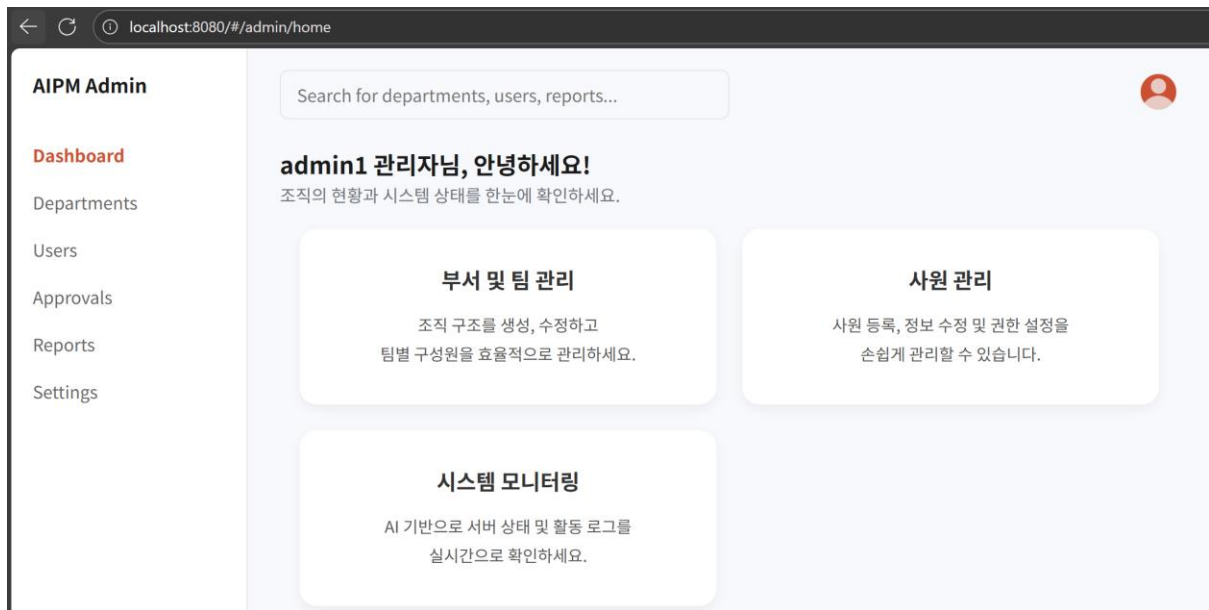 localhost:8080/#/admin/home
AIPM Admin
Search for departments, users, reports...
Dashboard
Departments
Users
Approvals
Reports
Settings
admin1 관리자님, 안녕하세요!
조직의 현황과 시스템 상태를 한눈에 확인하세요.
부서 및 팀 관리
조직 구조를 생성, 수정하고
팀별 구성원을 효율적으로 관리하세요.
사원 관리
사원 등록, 정보 수정 및 권한 설정을
손쉽게 관리할 수 있습니다.
시스템 모니터링
AI 기반으로 서버 상태 및 활동 로그를
실시간으로 확인하세요.